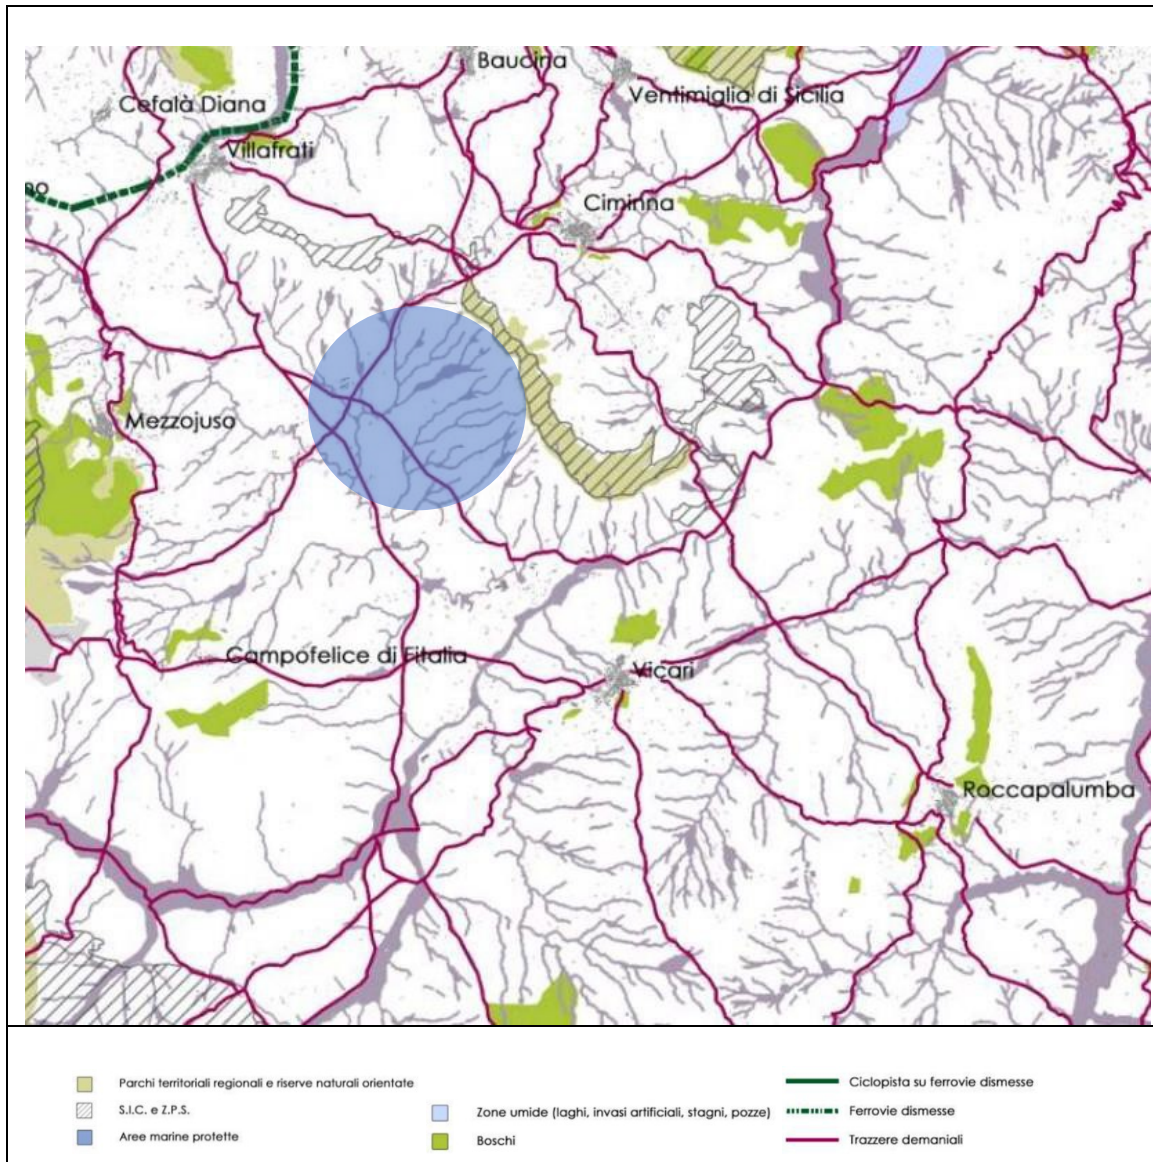 Baucina
Ventimiglia di Sicilia
Cefalà Diana
Villafrati
no
Ciminna
Mezzojuso
Campofelice di Fitalia
Vicari
Roccapalumba
Parchi territoriali regionali e riserve naturali orientate
S.I.C. e Z.P.S.
Aree marine protette
Zone umide (laghi, invasi artificiali, stagni, pozze)
Boschi
Ciclopista su ferrovie dismesse
Ferrovie dismesse
Trazzere demaniali